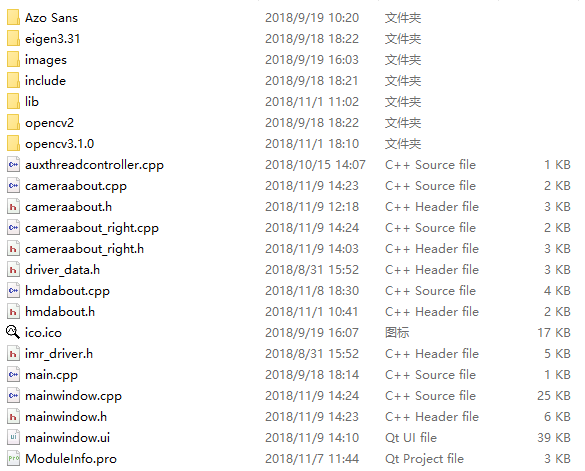 Azo Sans 2018/9/19 10:20 文件夹
eigen3.31 2018/9/18 18:22 文件夹
images 2018/9/19 16:03 文件夹
include 2018/9/18 18:21 文件夹
lib 2018/11/1 11:02 文件夹
opencv2 2018/9/18 18:22 文件夹
opencv3.1.0 2018/11/1 18:10 文件夹
auxthreadcontroller.cpp 2018/10/15 14:07 C++ Source file 1 KB
cameraabout.cpp 2018/11/9 14:23 C++ Source file 2 KB
cameraabout.h 2018/11/9 12:18 C++ Header file 3 KB
cameraabout_right.cpp 2018/11/9 14:24 C++ Source file 2 KB
cameraabout_right.h 2018/11/9 14:03 C++ Header file 3 KB
driver_data.h 2018/8/31 15:52 C++ Header file 3 KB
hmdabout.cpp 2018/11/8 18:30 C++ Source file 4 KB
hmdabout.h 2018/11/1 10:41 C++ Header file 2 KB
ico.ico 2018/9/19 16:07 图标 17 KB
imr_driver.h 2018/8/31 15:52 C++ Header file 5 KB
main.cpp 2018/9/18 18:14 C++ Source file 1 KB
mainwindow.cpp 2018/11/9 14:24 C++ Source file 25 KB
mainwindow.h 2018/11/9 14:23 C++ Header file 6 KB
mainwindow.ui 2018/11/9 14:10 Qt UI file 39 KB
ModuleInfo.pro 2018/11/7 11:44 Qt Project file 3 KB